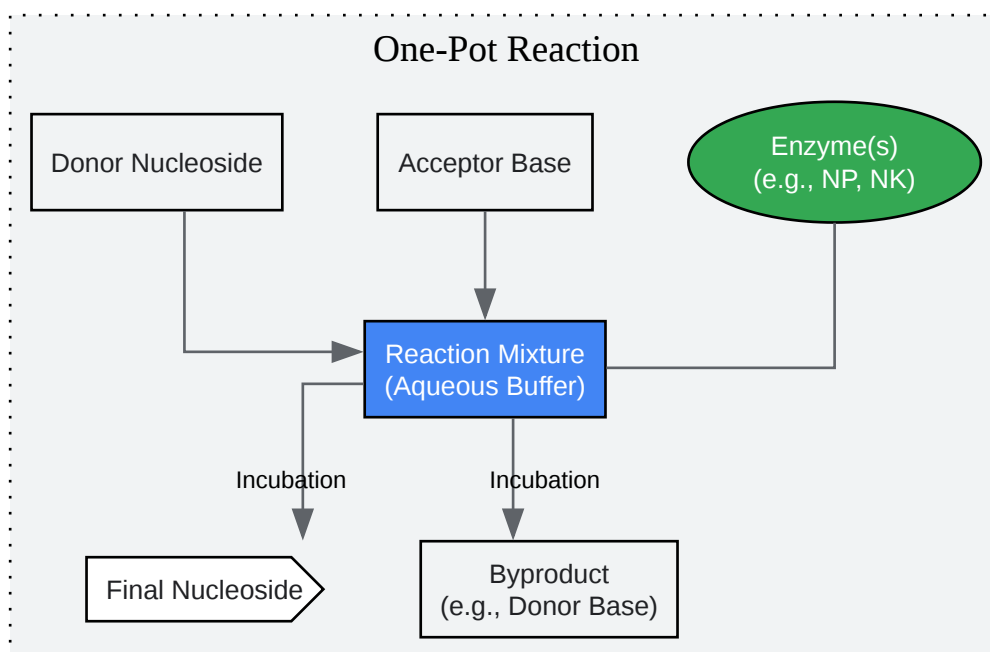 One-Pot Reaction
Donor Nucleoside
Acceptor Base
Enzyme(s)
(e.g., NP, NK)
Reaction Mixture
(Aqueous Buffer)
Incubation
Incubation
Final Nucleoside
Byproduct
(e.g., Donor Base)